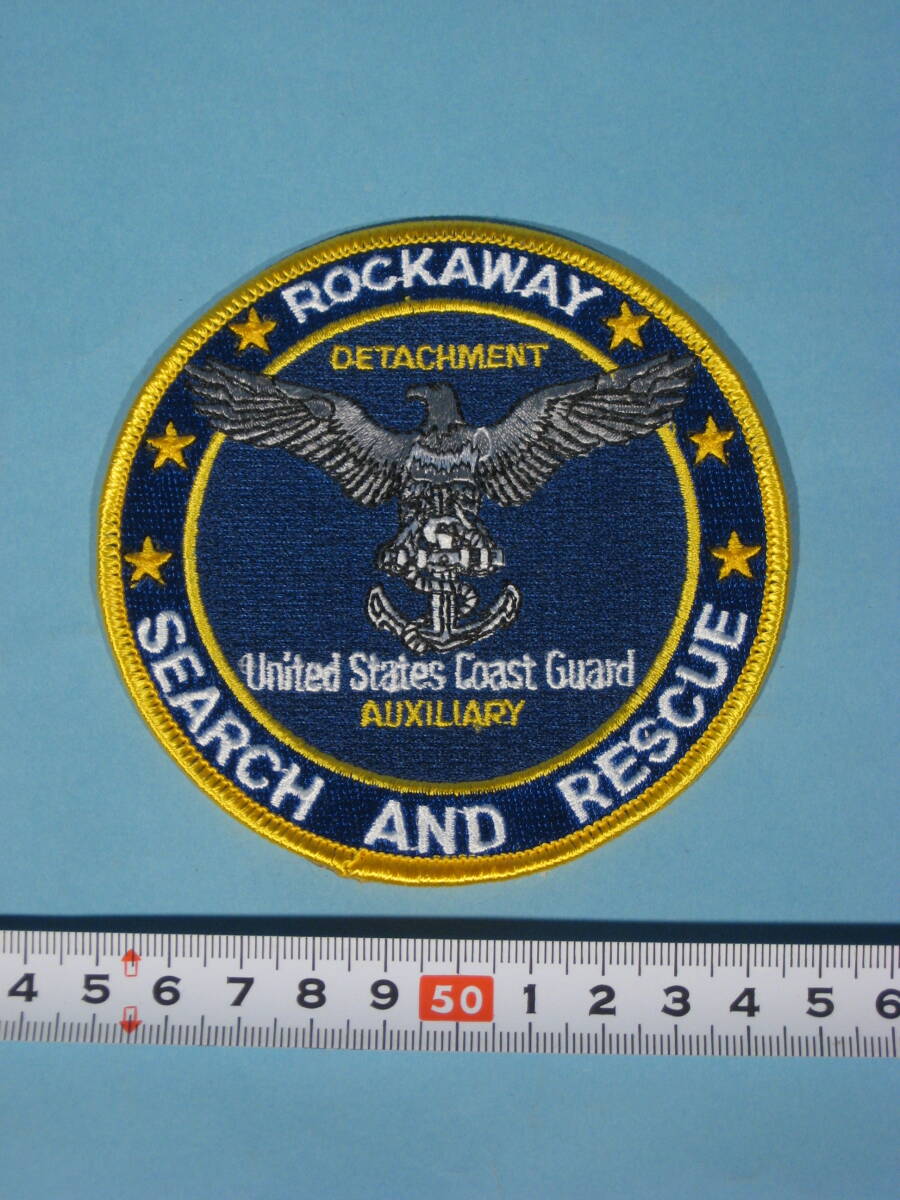 ROCKAWAY
DETACHMENT
United States Coast Guard
AUXILIARY
SEARCH AND RESCUE
4 5 6 7 8 9 50 1 2 3 4 5 6